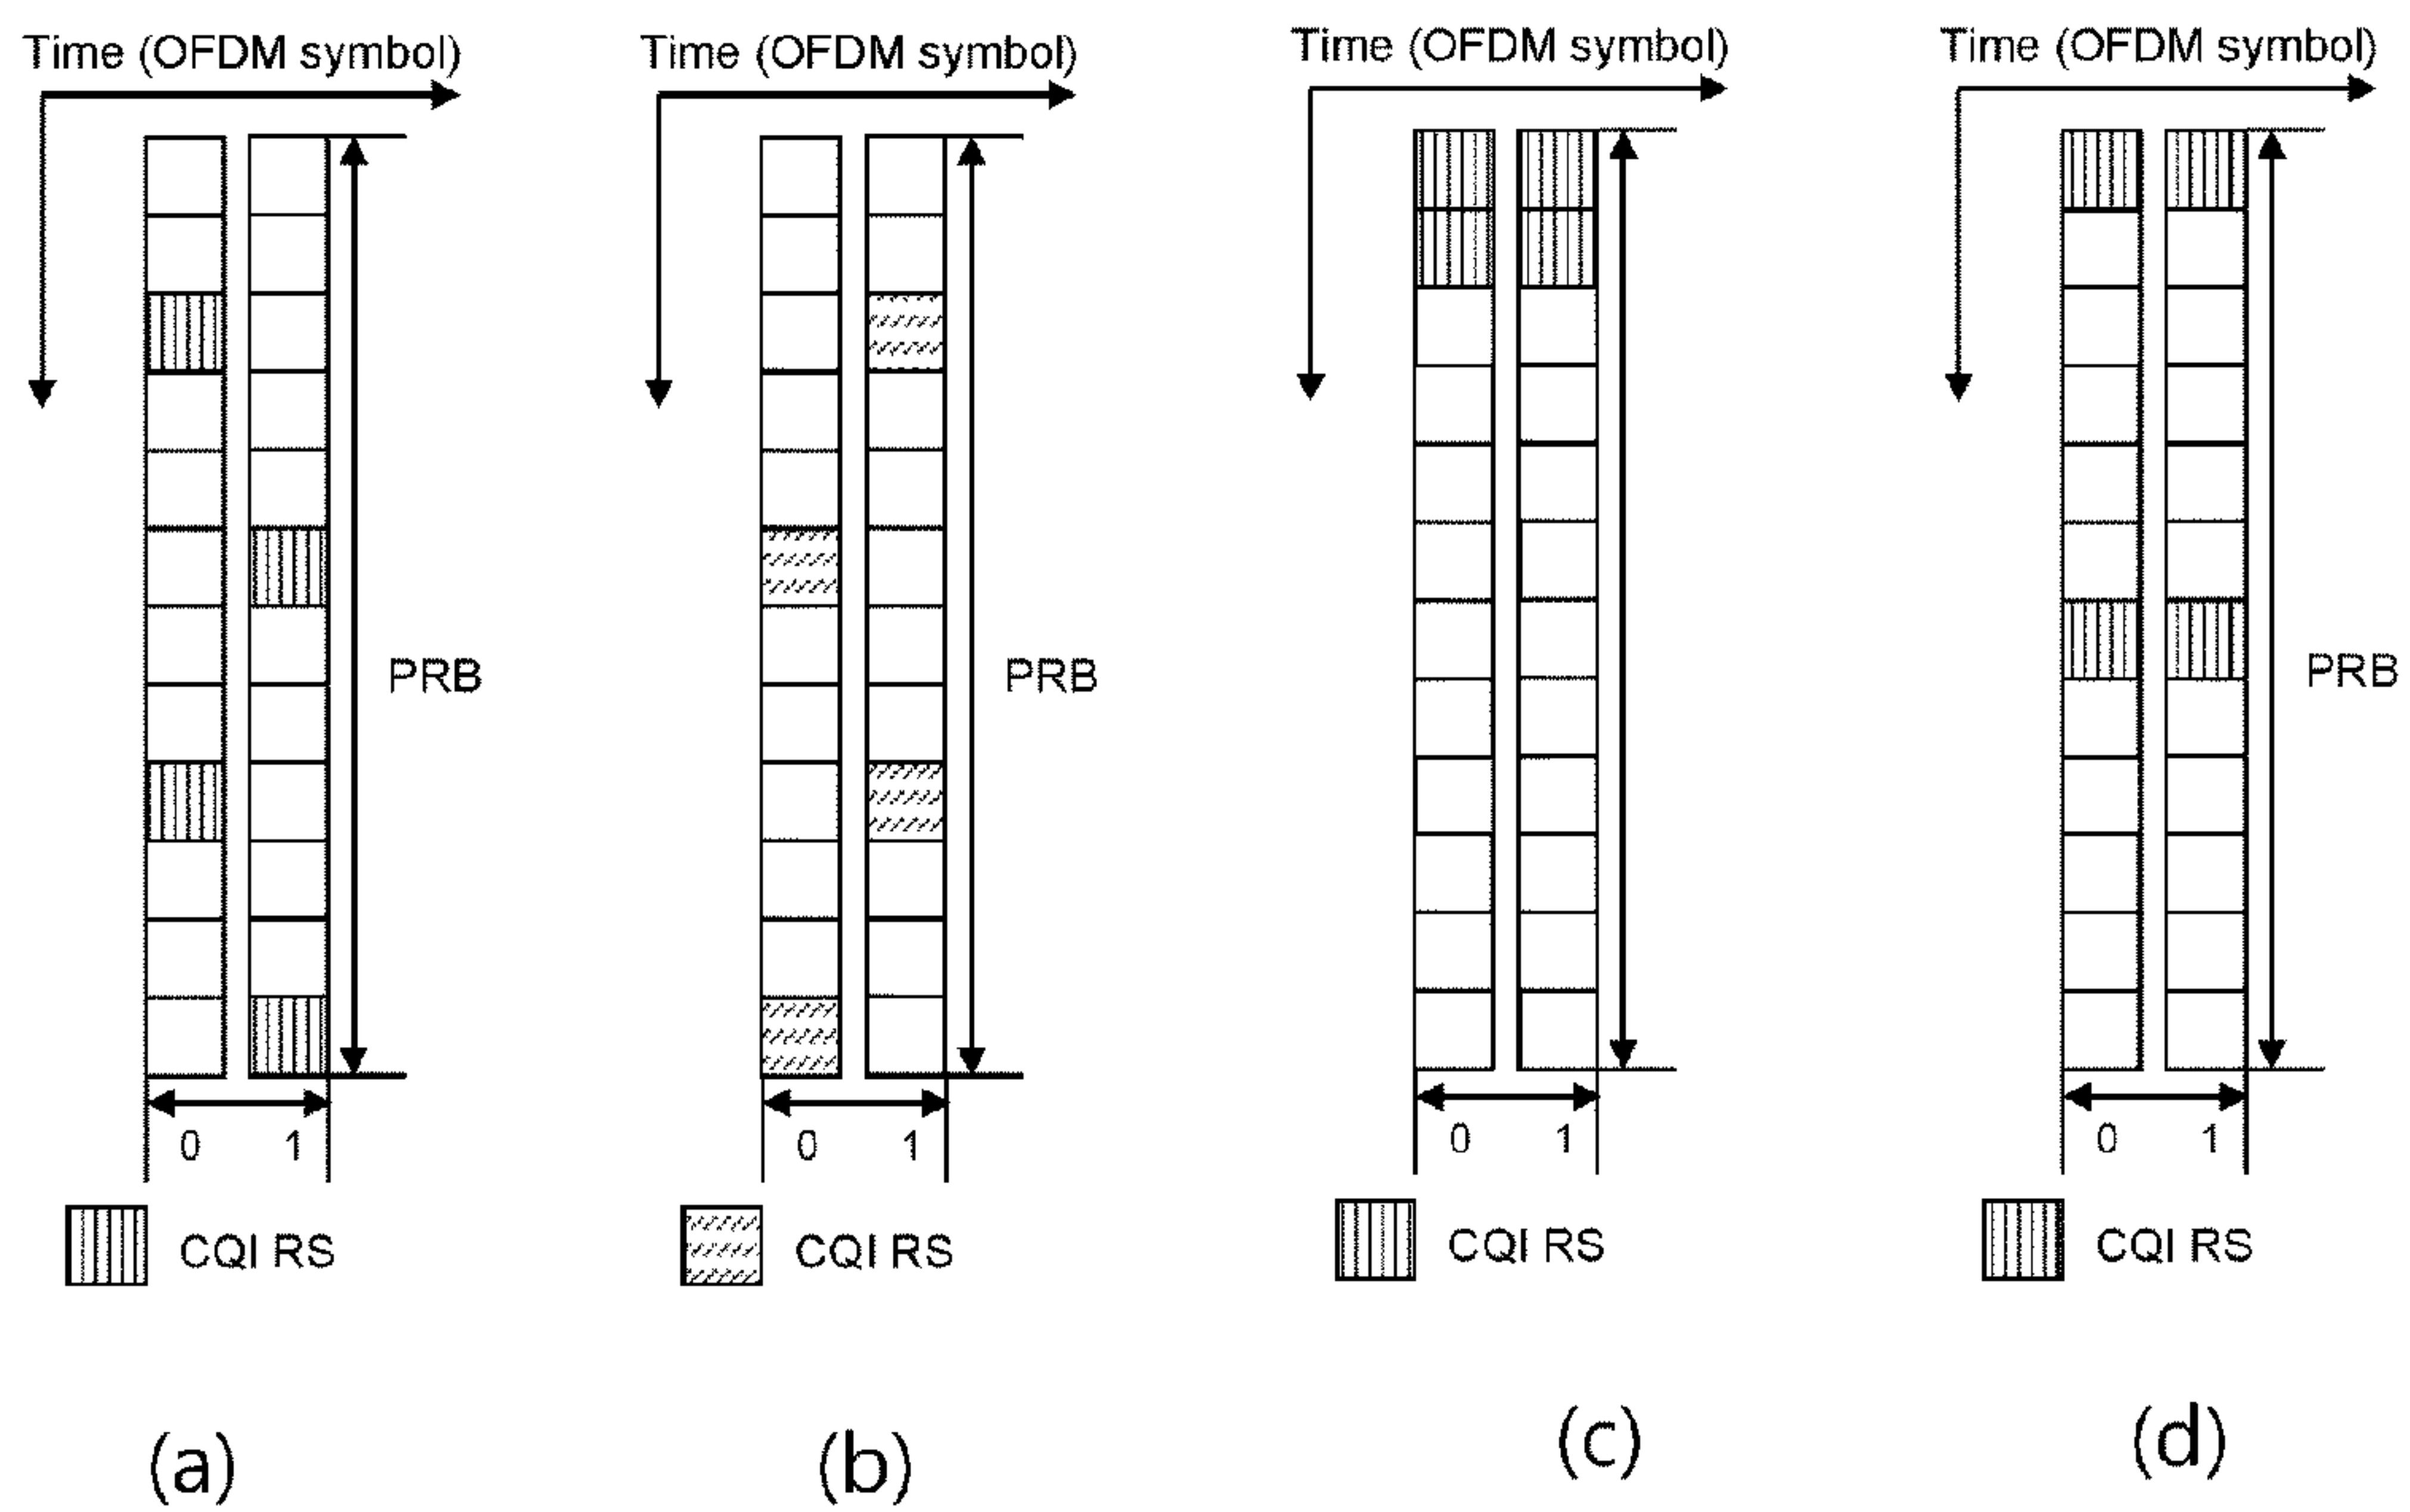 Time (OFDM symbol)
PRB
0 1
CQI RS
(a)
Time (OFDM symbol)
PRB
0 1
CQI RS
(b)
Time (OFDM symbol)
0 1
CQI RS
(c)
Time (OFDM symbol)
PRB
0 1
CQI RS
(d)